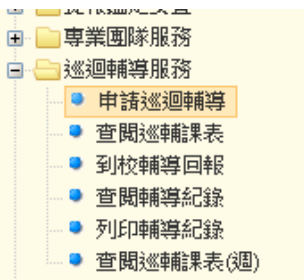 專業團隊服務
巡迴輔導服務
申請巡迴輔導
查閱巡輔課表
到校輔導回報
查閱輔導紀錄
列印輔導紀錄
查閱巡輔課表(週)